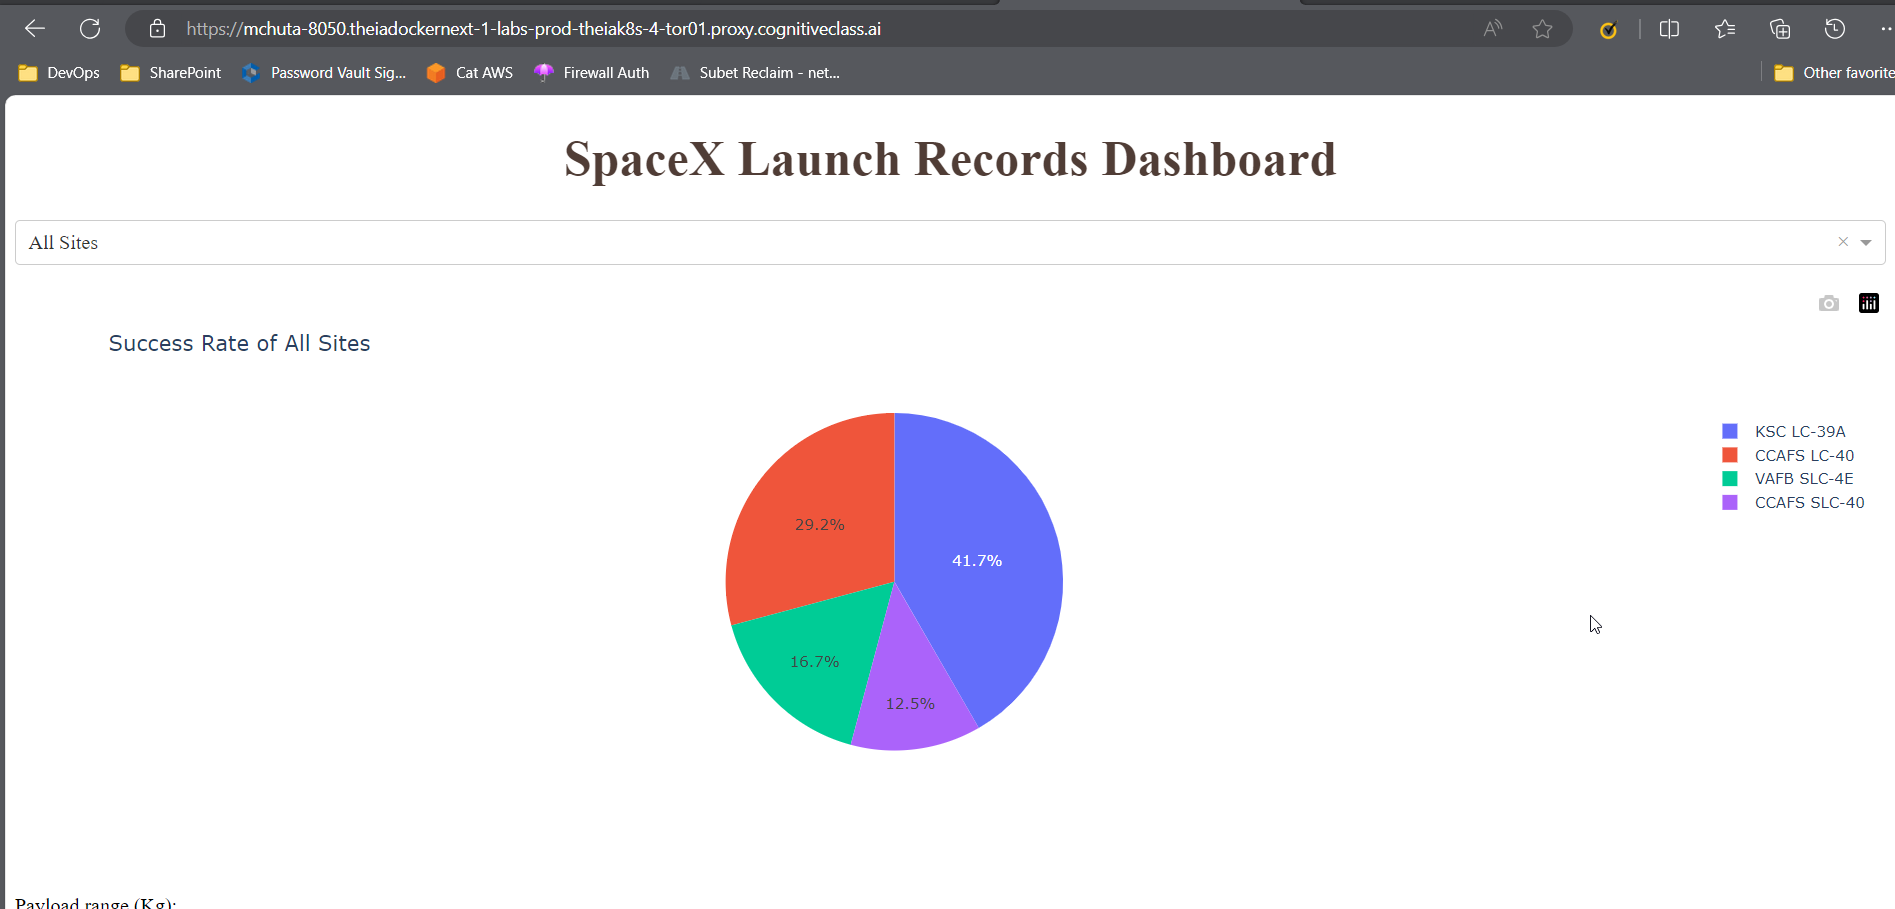 https://mchuta-8050.theiadockernext-1-labs-prod-theiak8s-4-tor01.proxy.cognitiveclass.ai
DevOps SharePoint Password Vault Sig... Cat AWS Firewall Auth Subet Reclaim - net... Other favorite
SpaceX Launch Records Dashboard
All Sites
Success Rate of All Sites
KSC LC-39A
CCAFS LC-40
VAFB SLC-4E
CCAFS SLC-40
29.2%
41.7%
16.7%
12.5%
Payload range (Kg):